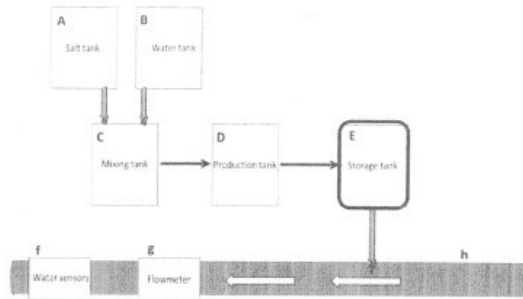 A
Salt tank
B
Water tank
C
Mixing tank
D
Production tank
E
Storage tank
f
Water sensors
g
Flowmeter
h